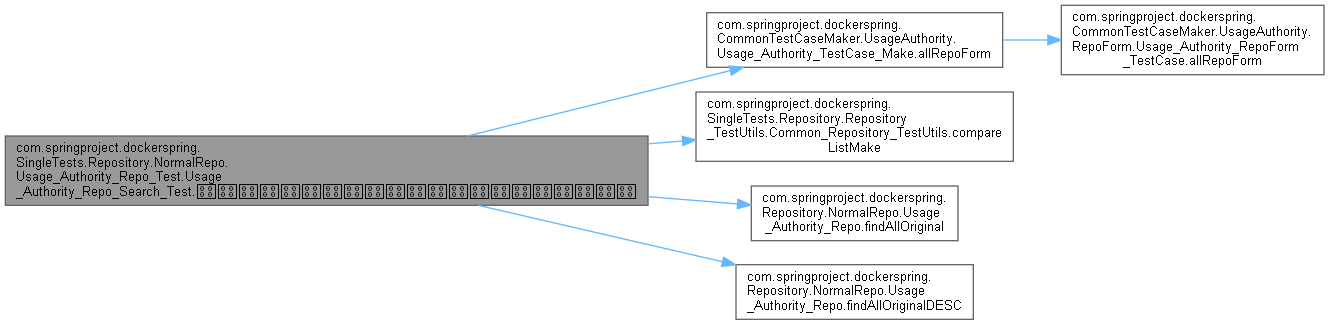 com.springproject.dockerspring.
SingleTests.Repository.NormalRepo.
Usage_Authority_Repo_Test.Usage
_Authority_Repo_Search_Test.
com.springproject.dockerspring.
CommonTestCaseMaker.UsageAuthority.
Usage_Authority_TestCase_Make.allRepoForm
com.springproject.dockerspring.
CommonTestCaseMaker.UsageAuthority.
RepoForm.Usage_Authority_RepoForm
_TestCase.allRepoForm
com.springproject.dockerspring.
SingleTests.Repository.Repository
_TestUtils.Common_Repository_TestUtils.compare
ListMake
com.springproject.dockerspring.
Repository.NormalRepo.Usage
_Authority_Repo.findAllOriginal
com.springproject.dockerspring.
Repository.NormalRepo.Usage
_Authority_Repo.findAllOriginalDESC